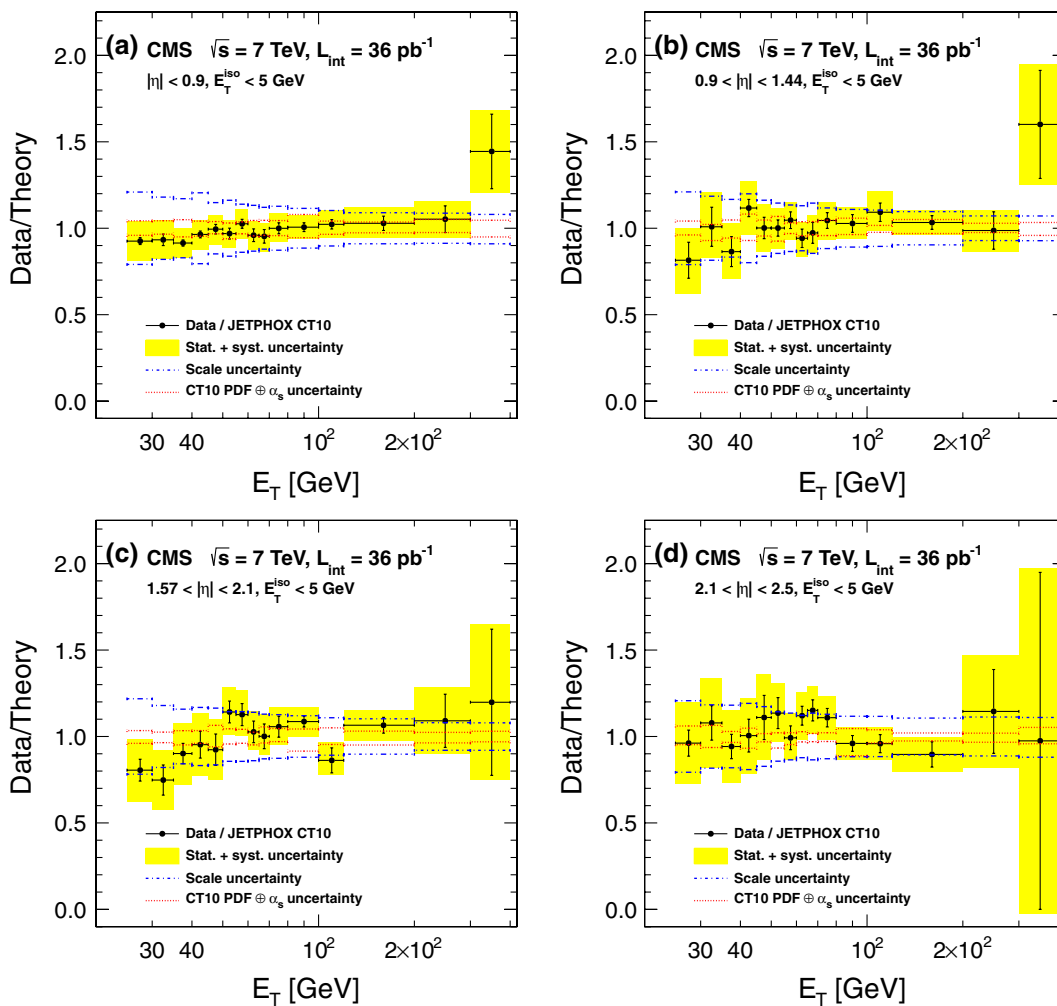 (a) CMS √s = 7 TeV, L_int = 36 pb⁻¹
|η| < 0.9, E_T^iso < 5 GeV
Data/Theory
2.0
1.5
1.0
0.5
0.0
Data / JETPHOX CT10
Stat. + syst. uncertainty
Scale uncertainty
CT10 PDF ⊕ α_s uncertainty
30 40 10² 2×10²
E_T [GeV]
(b) CMS √s = 7 TeV, L_int = 36 pb⁻¹
0.9 < |η| < 1.44, E_T^iso < 5 GeV
Data/Theory
2.0
1.5
1.0
0.5
0.0
Data / JETPHOX CT10
Stat. + syst. uncertainty
Scale uncertainty
CT10 PDF ⊕ α_s uncertainty
30 40 10² 2×10²
E_T [GeV]
(c) CMS √s = 7 TeV, L_int = 36 pb⁻¹
1.57 < |η| < 2.1, E_T^iso < 5 GeV
Data/Theory
2.0
1.5
1.0
0.5
0.0
Data / JETPHOX CT10
Stat. + syst. uncertainty
Scale uncertainty
CT10 PDF ⊕ α_s uncertainty
30 40 10² 2×10²
E_T [GeV]
(d) CMS √s = 7 TeV, L_int = 36 pb⁻¹
2.1 < |η| < 2.5, E_T^iso < 5 GeV
Data/Theory
2.0
1.5
1.0
0.5
0.0
Data / JETPHOX CT10
Stat. + syst. uncertainty
Scale uncertainty
CT10 PDF ⊕ α_s uncertainty
30 40 10² 2×10²
E_T [GeV]